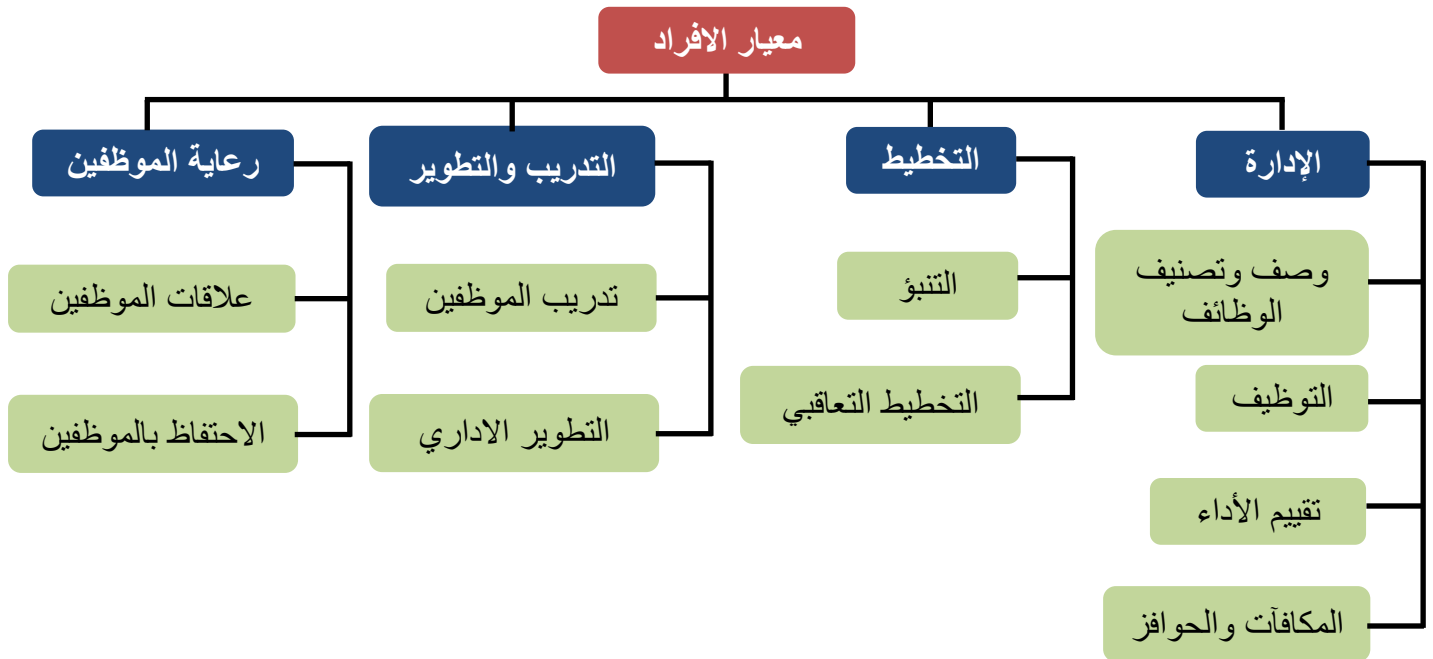 معيار الافراد
الإدارة
وصف وتصنيف
الوظائف
التوظيف
تقييم الأداء
المكافآت والحوافز
التخطيط
التنبؤ
التخطيط التعاقبي
التدريب والتطوير
تدريب الموظفين
التطوير الاداري
رعاية الموظفين
علاقات الموظفين
الاحتفاظ بالموظفين